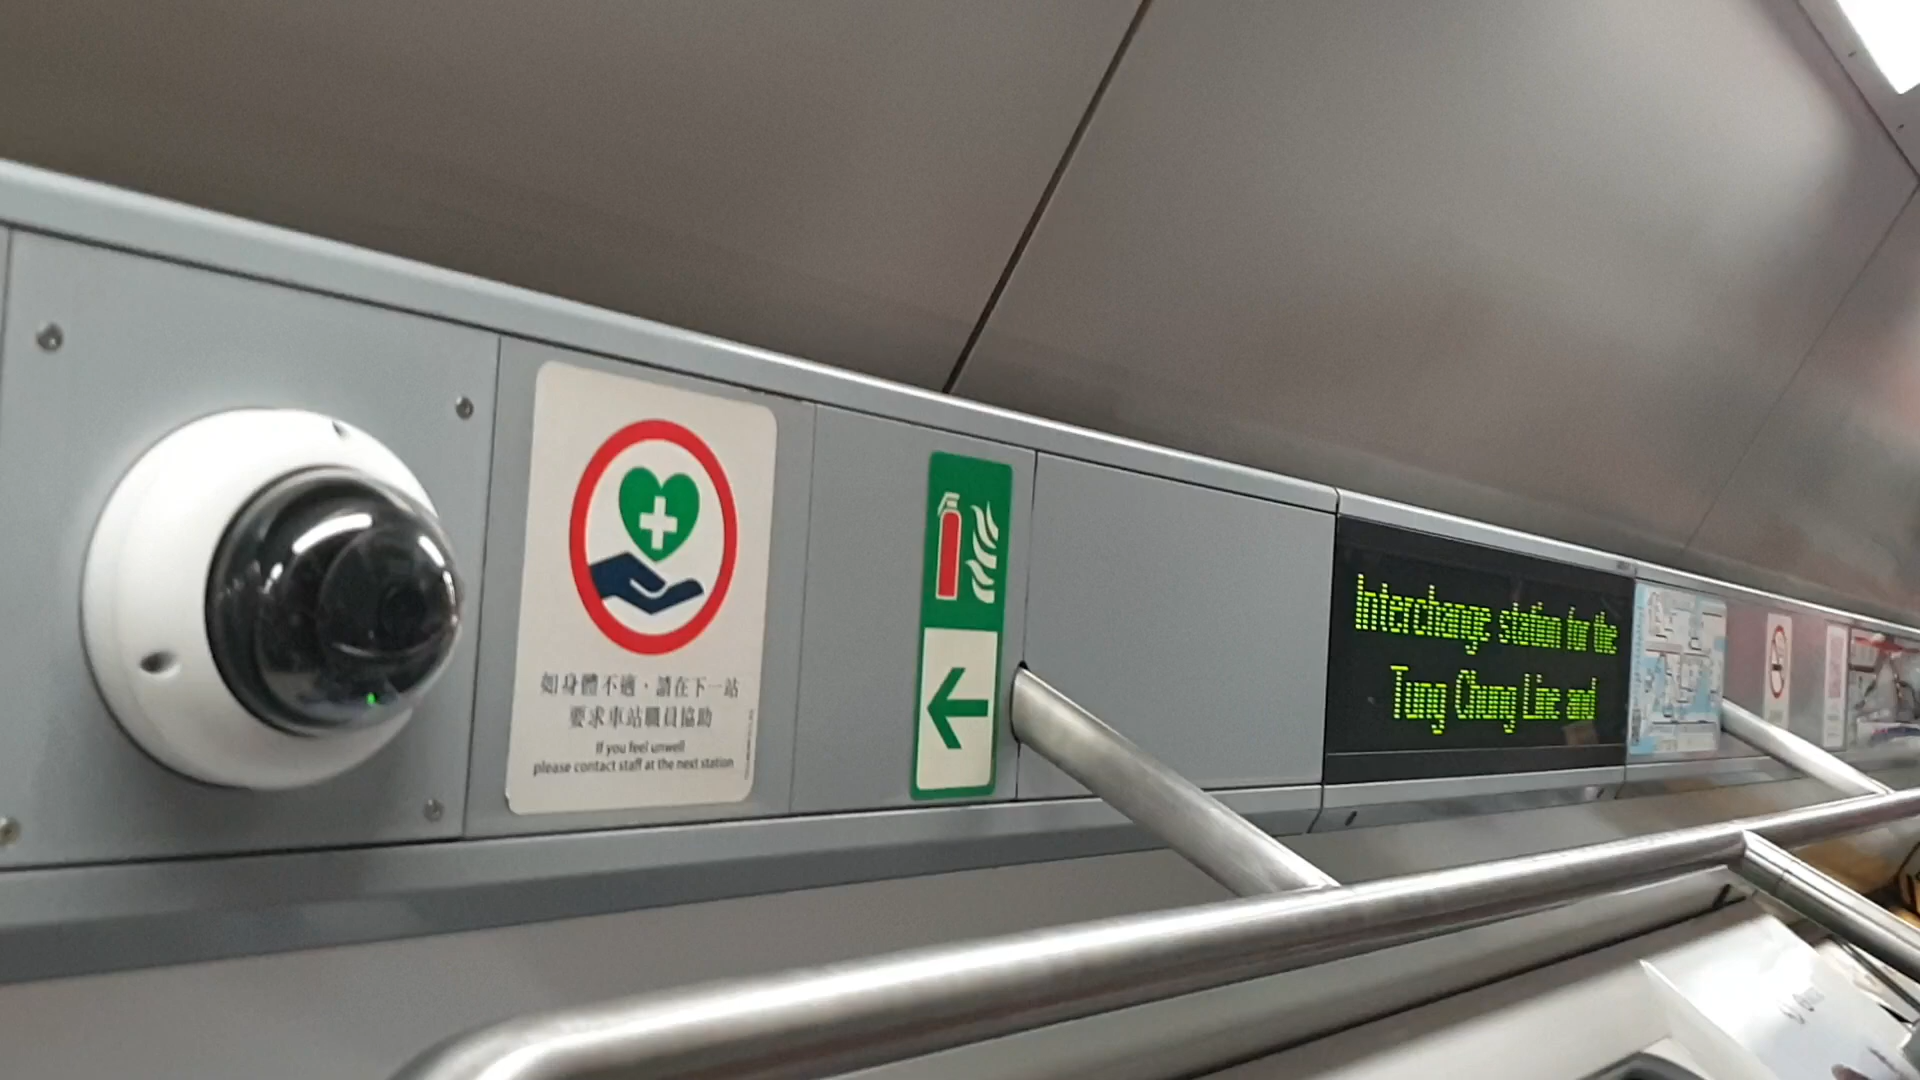 如身體不適，請在下一站
要求車站職員協助
If you feel unwell
please contact staff at the next station
Interchange station for the
Tung Chung Line and